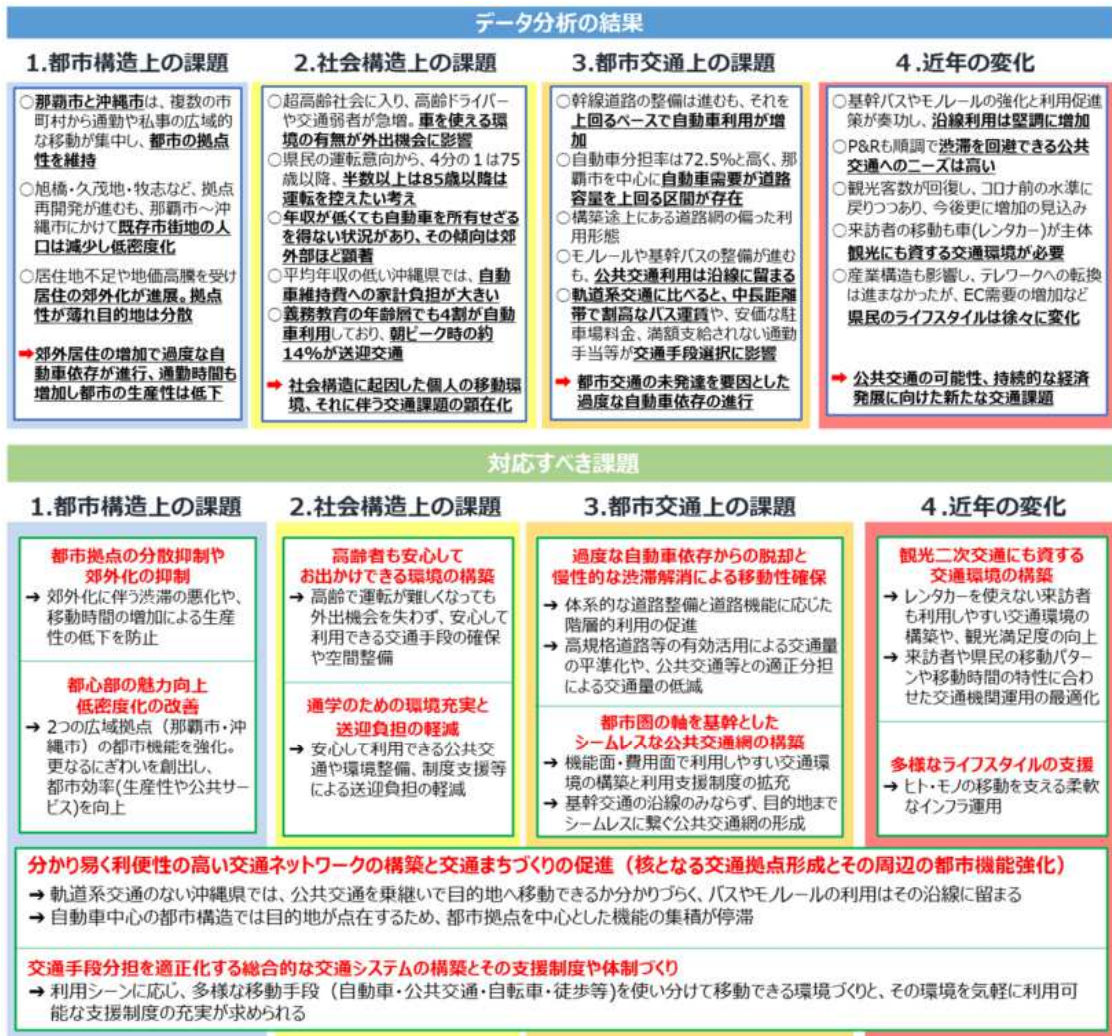 データ分析の結果
1.都市構造上の課題
○那覇市と沖縄市は、複数の市
町村から通勤や私事の広域的
な移動が集中し、都市の拠点
性を維持
○旭橋・久茂地・牧志など、拠点
再開発が進むも、那覇市～沖
縄市にかけて既存市街地の人
口は減少し低密度化
○居住地不足や地価高騰を受け
居住の郊外化が進展。拠点
性が薄れ目的地は分散
➡郊外居住の増加で過度な自
動車依存が進行、通勤時間も
増加し都市の生産性は低下
2.社会構造上の課題
○超高齢社会に入り、高齢ドライバー
や交通弱者が急増。車を使える環
境の有無が外出機会に影響
○県民の運転意向から、4分の1は75
歳以降、半数以上は85歳以降は
運転を控えたい考え
○年収が低くても自動車を所有せざる
を得ない状況があり、その傾向は郊
外部ほど顕著
○平均年収の低い沖縄県では、自動
車維持費への家計負担が大きい
○義務教育の年齢層でも4割が自動
車利用しており、朝ピーク時の約
14%が送迎交通
➡ 社会構造に起因した個人の移動環
境、それに伴う交通課題の顕在化
3.都市交通上の課題
○幹線道路の整備は進むも、それを
上回るペースで自動車利用が増
加
○自動車分担率は72.5%と高く、那
覇市を中心に自動車需要が道路
容量を上回る区間が存在
○構築途上にある道路網の偏った利
用形態
○モノレールや基幹バスの整備が進む
も、公共交通利用は沿線に留まる
○軌道系交通に比べると、中長距離
帯で割高なバス運賃や、安価な駐
車場料金、満額支給されない通勤
手当等が交通手段選択に影響
➡ 都市交通の未発達を要因とした
過度な自動車依存の進行
4.近年の変化
○基幹バスやモノレールの強化と利用促進
策が奏功し、沿線利用は堅調に増加
○P&Rも順調で渋滞を回避できる公共
交通へのニーズは高い
○観光客数が回復し、コロナ前の水準に
戻りつつあり、今後更に増加の見込み
○来訪者の移動も車(レンタカー)が主体
観光にも資する交通環境が必要
○産業構造も影響し、テレワークへの転換
は進まなかったが、EC需要の増加など
県民のライフスタイルは徐々に変化
➡ 公共交通の可能性、持続的な経済
発展に向けた新たな交通課題
対応すべき課題
1.都市構造上の課題
都市拠点の分散抑制や
郊外化の抑制
→ 郊外化に伴う渋滞の悪化や、
移動時間の増加による生産
性の低下を防止
都心部の魅力向上
低密度化の改善
→ 2つの広域拠点（那覇市・沖
縄市）の都市機能を強化。
更なるにぎわいを創出し、
都市効率(生産性や公共サー
ビス)を向上
2.社会構造上の課題
高齢者も安心して
お出かけできる環境の構築
→ 高齢で運転が難しくなっても
外出機会を失わず、安心して
利用できる交通手段の確保
や空間整備
通学のための環境充実と
送迎負担の軽減
→ 安心して利用できる公共交
通や環境整備、制度支援等
による送迎負担の軽減
3.都市交通上の課題
過度な自動車依存からの脱却と
慢性的な渋滞解消による移動性確保
→ 体系的な道路整備と道路機能に応じた
階層的利用の促進
→ 高規格道路等の有効活用による交通量
の平準化や、公共交通等との適正分担
による交通量の低減
都市圏の軸を基幹とした
シームレスな公共交通網の構築
→ 機能面・費用面で利用しやすい交通環
境の構築と利用支援制度の拡充
→ 基幹交通の沿線のみならず、目的地まで
シームレスに繋ぐ公共交通網の形成
4.近年の変化
観光二次交通にも資する
交通環境の構築
→ レンタカーを使えない来訪者
も利用しやすい交通環境の
構築や、観光満足度の向上
→ 来訪者や県民の移動パター
ンや移動時間の特性に合わ
せた交通機関運用の最適化
多様なライフスタイルの支援
→ ヒト・モノの移動を支える柔軟
なインフラ運用
分かり易く利便性の高い交通ネットワークの構築と交通まちづくりの促進（核となる交通拠点形成とその周辺の都市機能強化）
→ 軌道系交通のない沖縄県では、公共交通を乗継いで目的地へ移動できるか分かりづらく、バスやモノレールの利用はその沿線に留まる
→ 自動車中心の都市構造では目的地が点在するため、都市拠点を中心とした機能の集積が停滞
交通手段分担を適正化する総合的な交通システムの構築とその支援制度や体制づくり
→ 利用シーンに応じ、多様な移動手段（自動車・公共交通・自転車・徒歩等)を使い分けて移動できる環境づくりと、その環境を気軽に利用可
能な支援制度の充実が求められる